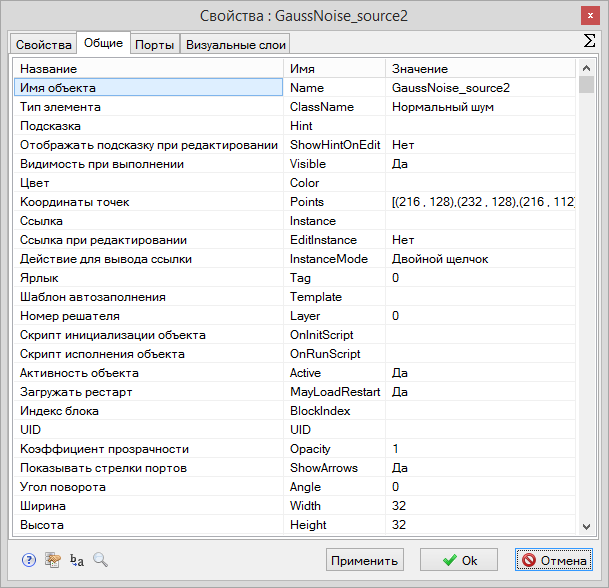 Свойства : GaussNoise_source2
x
Свойства Общие Порты Визуальные слои Σ
Название Имя Значение
Имя объекта Name GaussNoise_source2
Тип элемента ClassName Нормальный шум
Подсказка Hint
Отображать подсказку при редактировании ShowHintOnEdit Нет
Видимость при выполнении Visible Да
Цвет Color
Координаты точек Points [(216 , 128),(232 , 128),(216 , 112)
Ссылка Instance
Ссылка при редактировании EditInstance Нет
Действие для вывода ссылки InstanceMode Двойной щелчок
Ярлык Tag 0
Шаблон автозаполнения Template
Номер решателя Layer 0
Скрипт инициализации объекта OnInitScript
Скрипт исполнения объекта OnRunScript
Активность объекта Active Да
Загружать рестарт MayLoadRestart Да
Индекс блока BlockIndex
UID UID
Коэффициент прозрачности Opacity 1
Показывать стрелки портов ShowArrows Да
Угол поворота Angle 0
Ширина Width 32
Высота Height 32
? ba Применить Ok Отмена